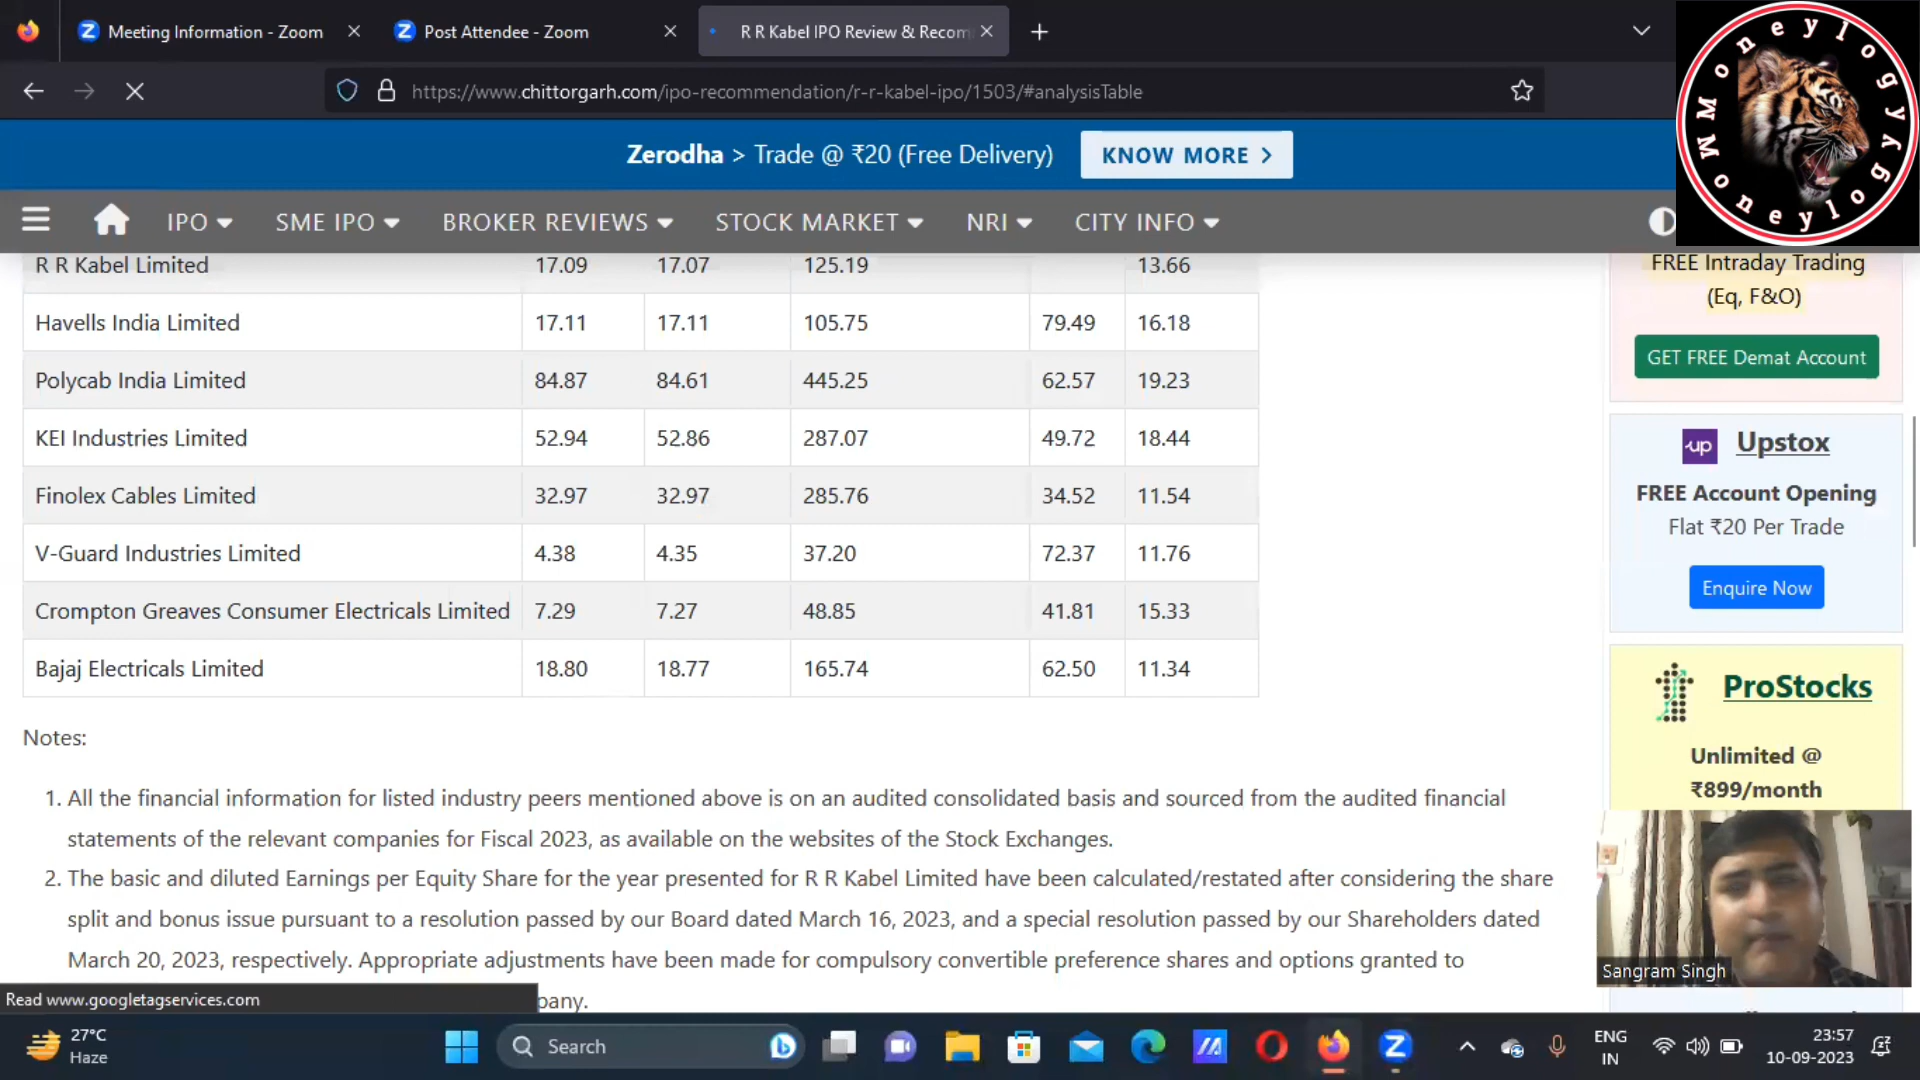 Meeting Information - Zoom
Post Attendee - Zoom
R R Kabel IPO Review & Recom
https://www.chittorgarh.com/ipo-recommendation/r-r-kabel-ipo/1503/#analysisTable
MMoneylogyyy Moneylogy
Zerodha > Trade @ ₹20 (Free Delivery)
KNOW MORE
IPO
SME IPO
BROKER REVIEWS
STOCK MARKET
NRI
CITY INFO
R R Kabel Limited 17.09 17.07 125.19 13.66
Havells India Limited 17.11 17.11 105.75 79.49 16.18
Polycab India Limited 84.87 84.61 445.25 62.57 19.23
KEI Industries Limited 52.94 52.86 287.07 49.72 18.44
Finolex Cables Limited 32.97 32.97 285.76 34.52 11.54
V-Guard Industries Limited 4.38 4.35 37.20 72.37 11.76
Crompton Greaves Consumer Electricals Limited 7.29 7.27 48.85 41.81 15.33
Bajaj Electricals Limited 18.80 18.77 165.74 62.50 11.34
Notes:
1. All the financial information for listed industry peers mentioned above is on an audited consolidated basis and sourced from the audited financial
statements of the relevant companies for Fiscal 2023, as available on the websites of the Stock Exchanges.
2. The basic and diluted Earnings per Equity Share for the year presented for R R Kabel Limited have been calculated/restated after considering the share
split and bonus issue pursuant to a resolution passed by our Board dated March 16, 2023, and a special resolution passed by our Shareholders dated
March 20, 2023, respectively. Appropriate adjustments have been made for compulsory convertible preference shares and options granted to
pany.
Read www.googletagservices.com
FREE Intraday Trading
(Eq, F&O)
GET FREE Demat Account
up Upstox
FREE Account Opening
Flat ₹20 Per Trade
Enquire Now
ProStocks
Unlimited @
₹899/month
Sangram Singh
27°C
Haze
Search
ENG
IN
23:57
10-09-2023